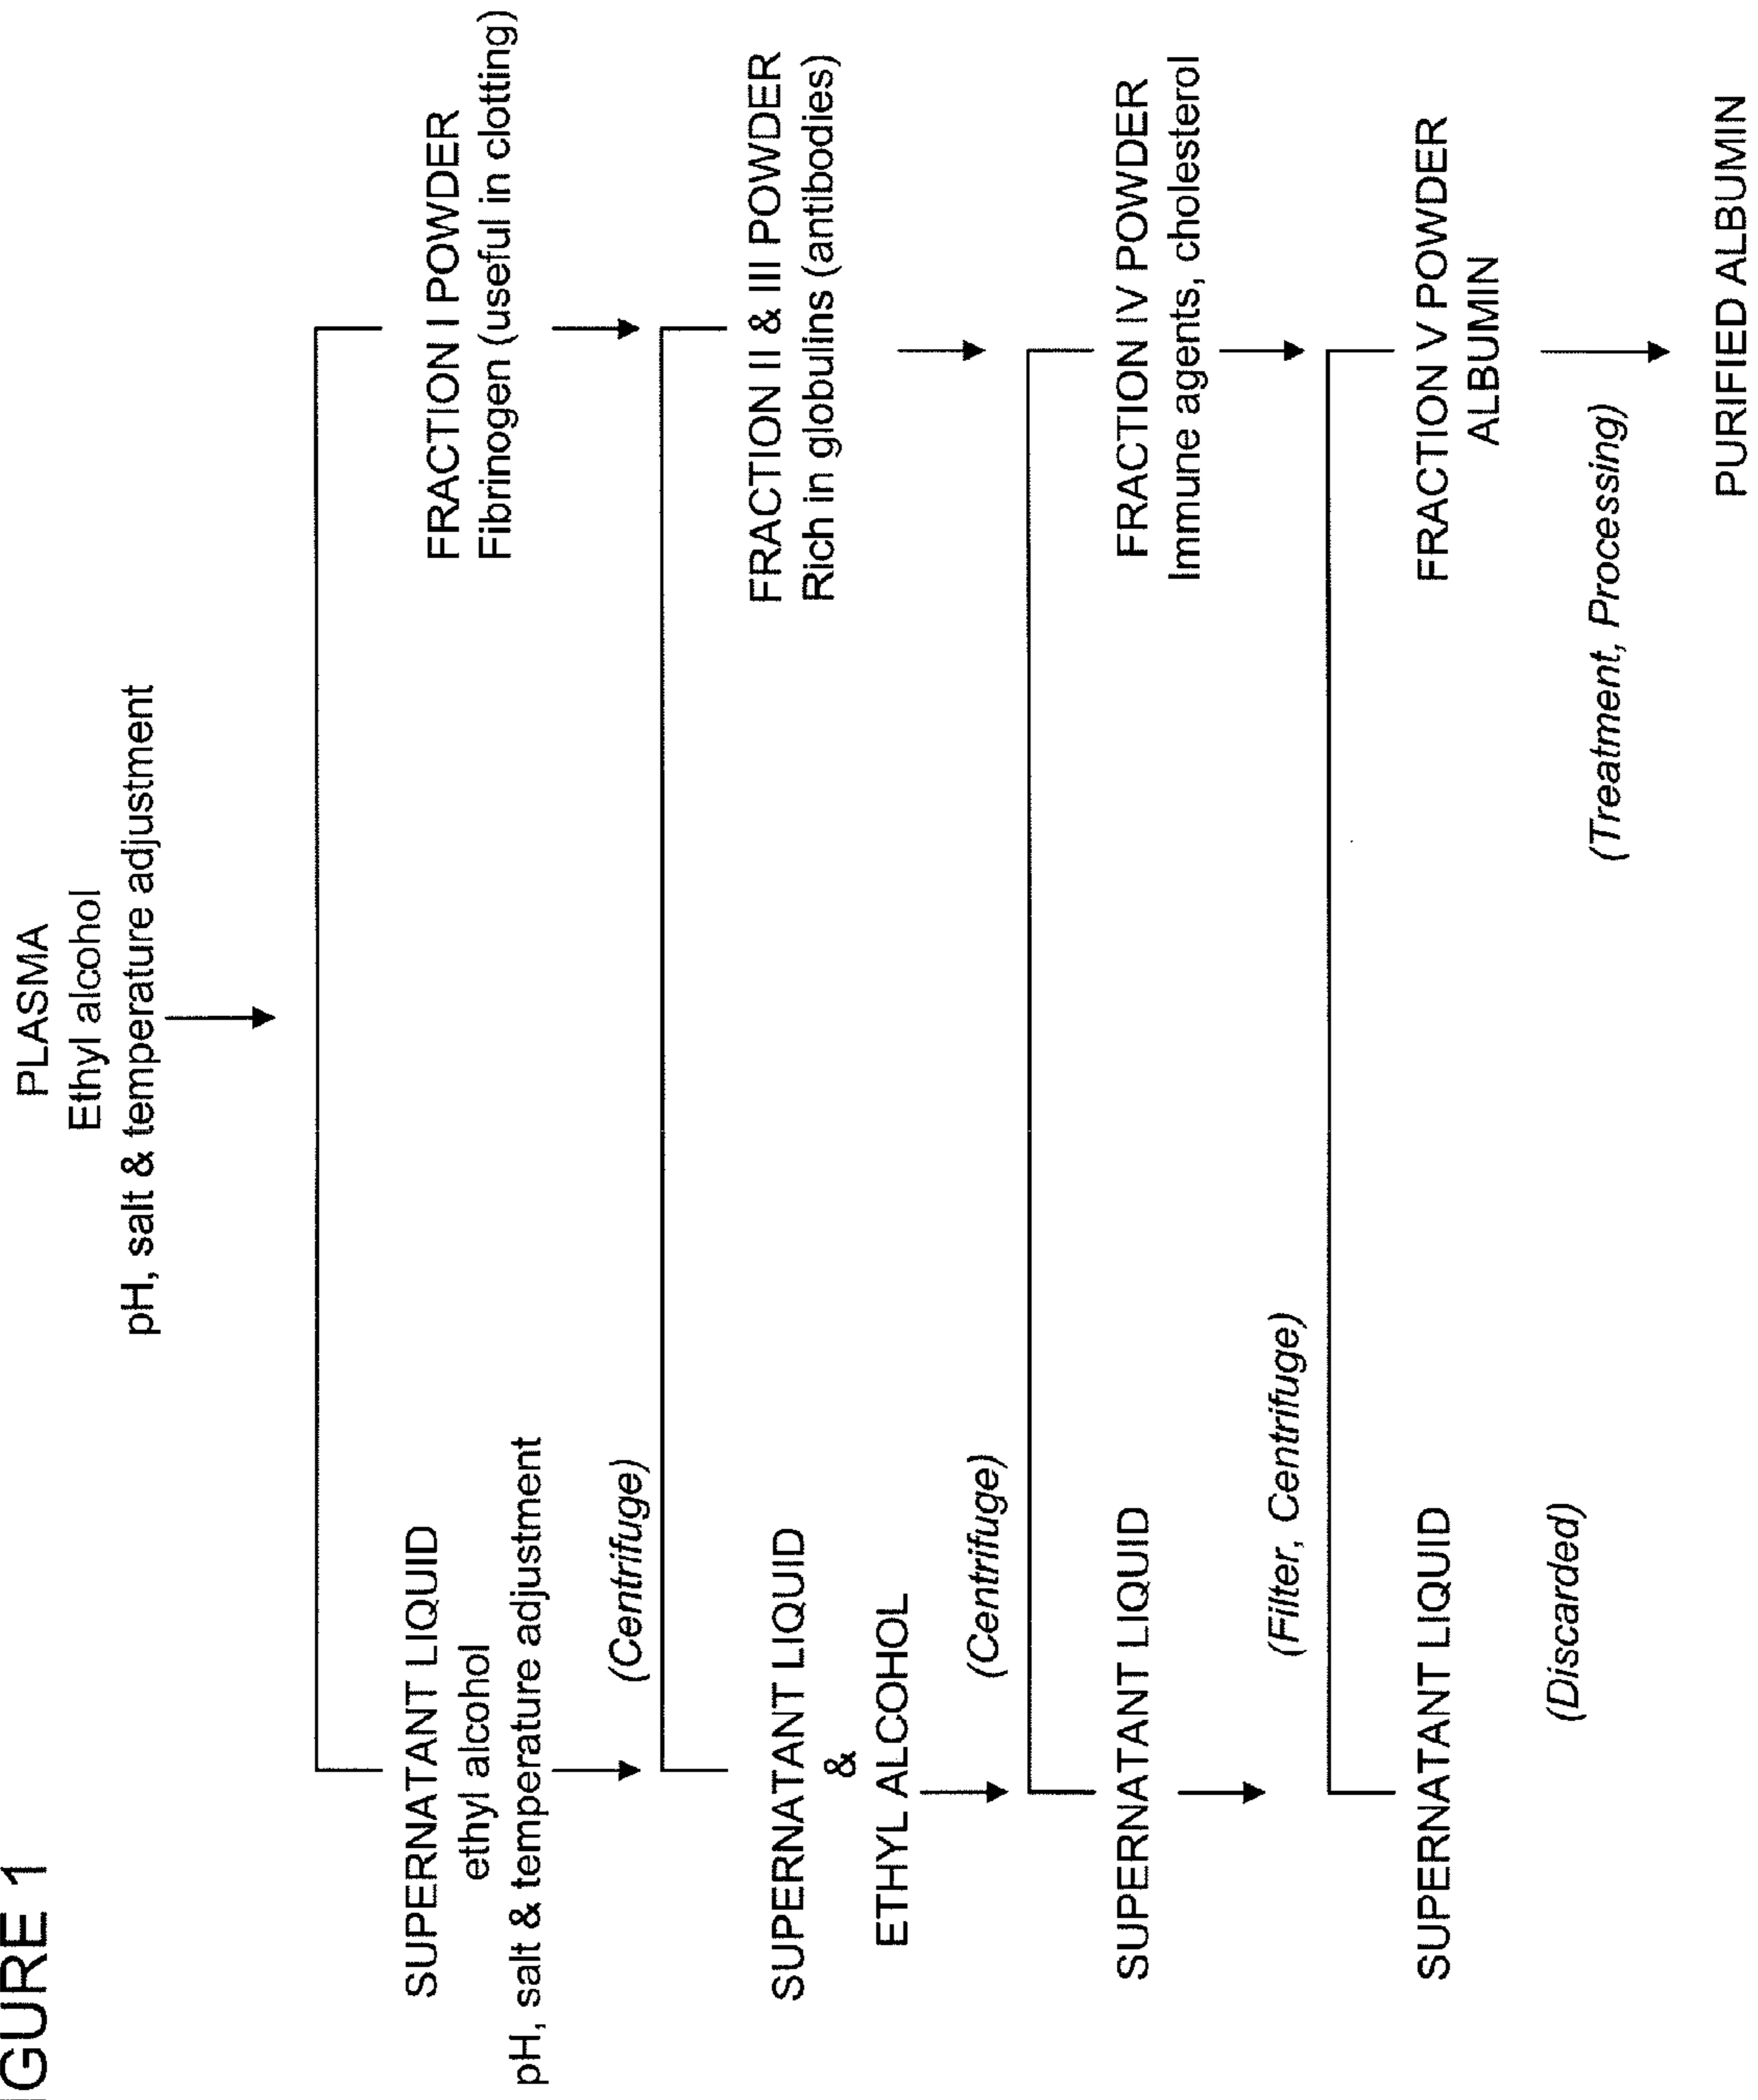 GURE 1
PLASMA
Ethyl alcohol
pH, salt & temperature adjustment
SUPERNATANT LIQUID
ethyl alcohol
pH, salt & temperature adjustment
FRACTION I POWDER
Fibrinogen (useful in clotting)
(Centrifuge)
SUPERNATANT LIQUID
&
ETHYL ALCOHOL
FRACTION II & III POWDER
Rich in globulins (antibodies)
(Centrifuge)
SUPERNATANT LIQUID
FRACTION IV POWDER
Immune agents, cholesterol
(Filter, Centrifuge)
SUPERNATANT LIQUID
(Discarded)
FRACTION V POWDER
ALBUMIN
(Treatment, Processing)
PURIFIED ALBUMIN